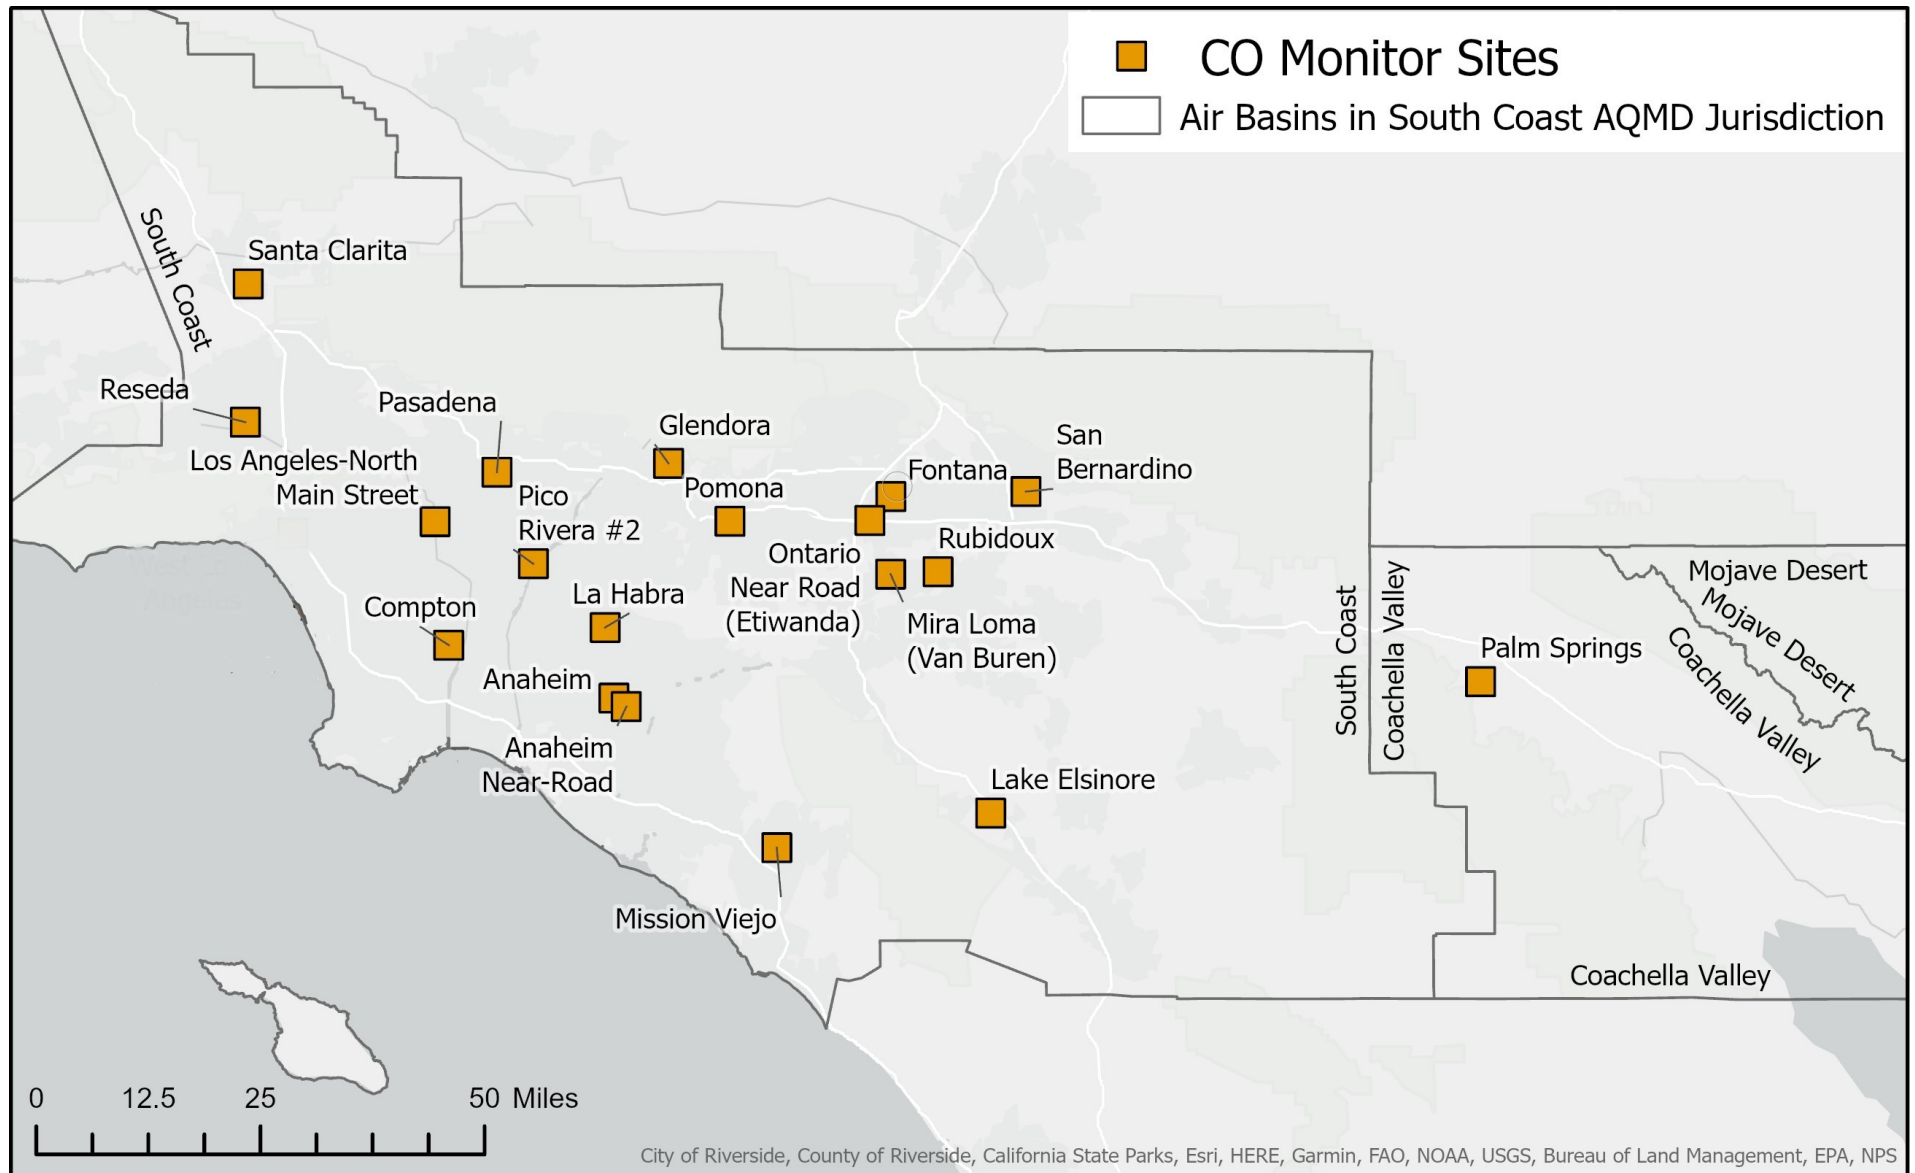 CO Monitor Sites
Air Basins in South Coast AQMD Jurisdiction
South Coast
Santa Clarita
Reseda
Pasadena
Glendora
Los Angeles-North
Main Street
Pico
Rivera #2
Pomona
Fontana
San
Bernardino
Ontario
Near Road
(Etiwanda)
Rubidoux
Mira Loma
(Van Buren)
La Habra
Compton
Anaheim
Anaheim
Near-Road
Lake Elsinore
Mission Viejo
South Coast
Coachella Valley
Palm Springs
Mojave Desert
Mojave Desert
Coachella Valley
Coachella Valley
0 12.5 25 50 Miles
City of Riverside, County of Riverside, California State Parks, Esri, HERE, Garmin, FAO, NOAA, USGS, Bureau of Land Management, EPA, NPS